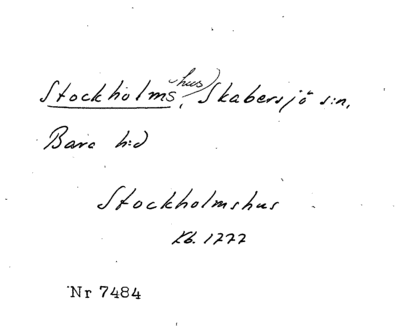 Stockholms(hus), Skabersjö s:n,
Bara h:d
Stockholmshus
Kb. 1777
Nr 7484